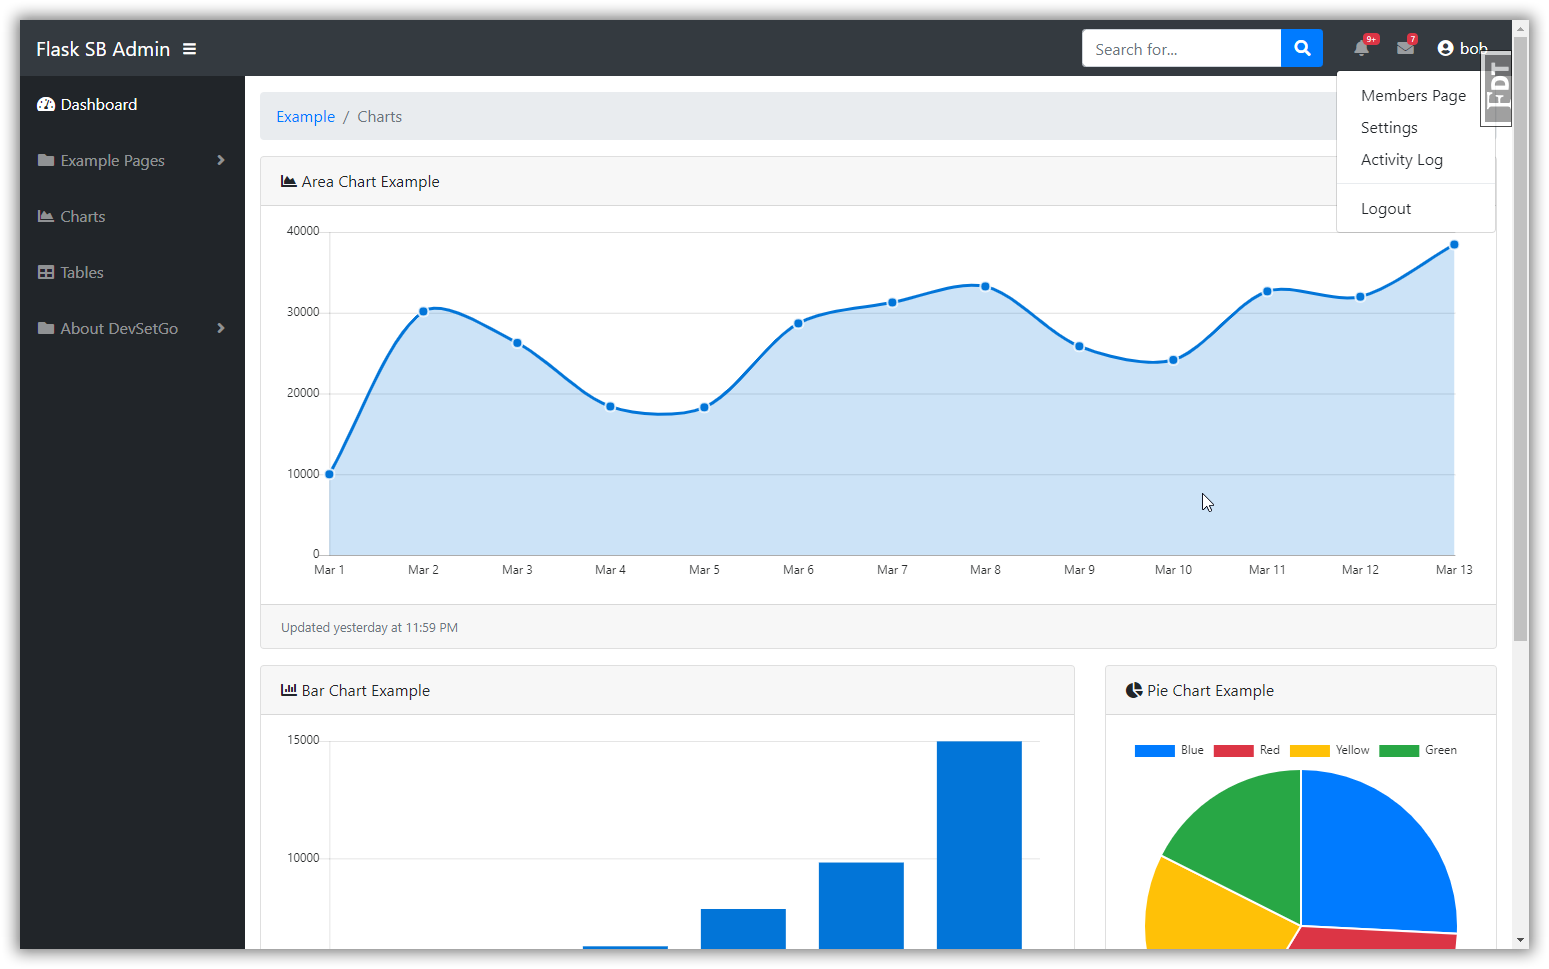 Flask SB Admin
Search for...
9+
7
bob
Members Page
Settings
Activity Log
Logout
FDT
Dashboard
Example Pages
Charts
Tables
About DevSetGo
Example / Charts
Area Chart Example
40000
30000
20000
10000
0
Mar 1 Mar 2 Mar 3 Mar 4 Mar 5 Mar 6 Mar 7 Mar 8 Mar 9 Mar 10 Mar 11 Mar 12 Mar 13
Updated yesterday at 11:59 PM
Bar Chart Example
15000
10000
Pie Chart Example
Blue Red Yellow Green